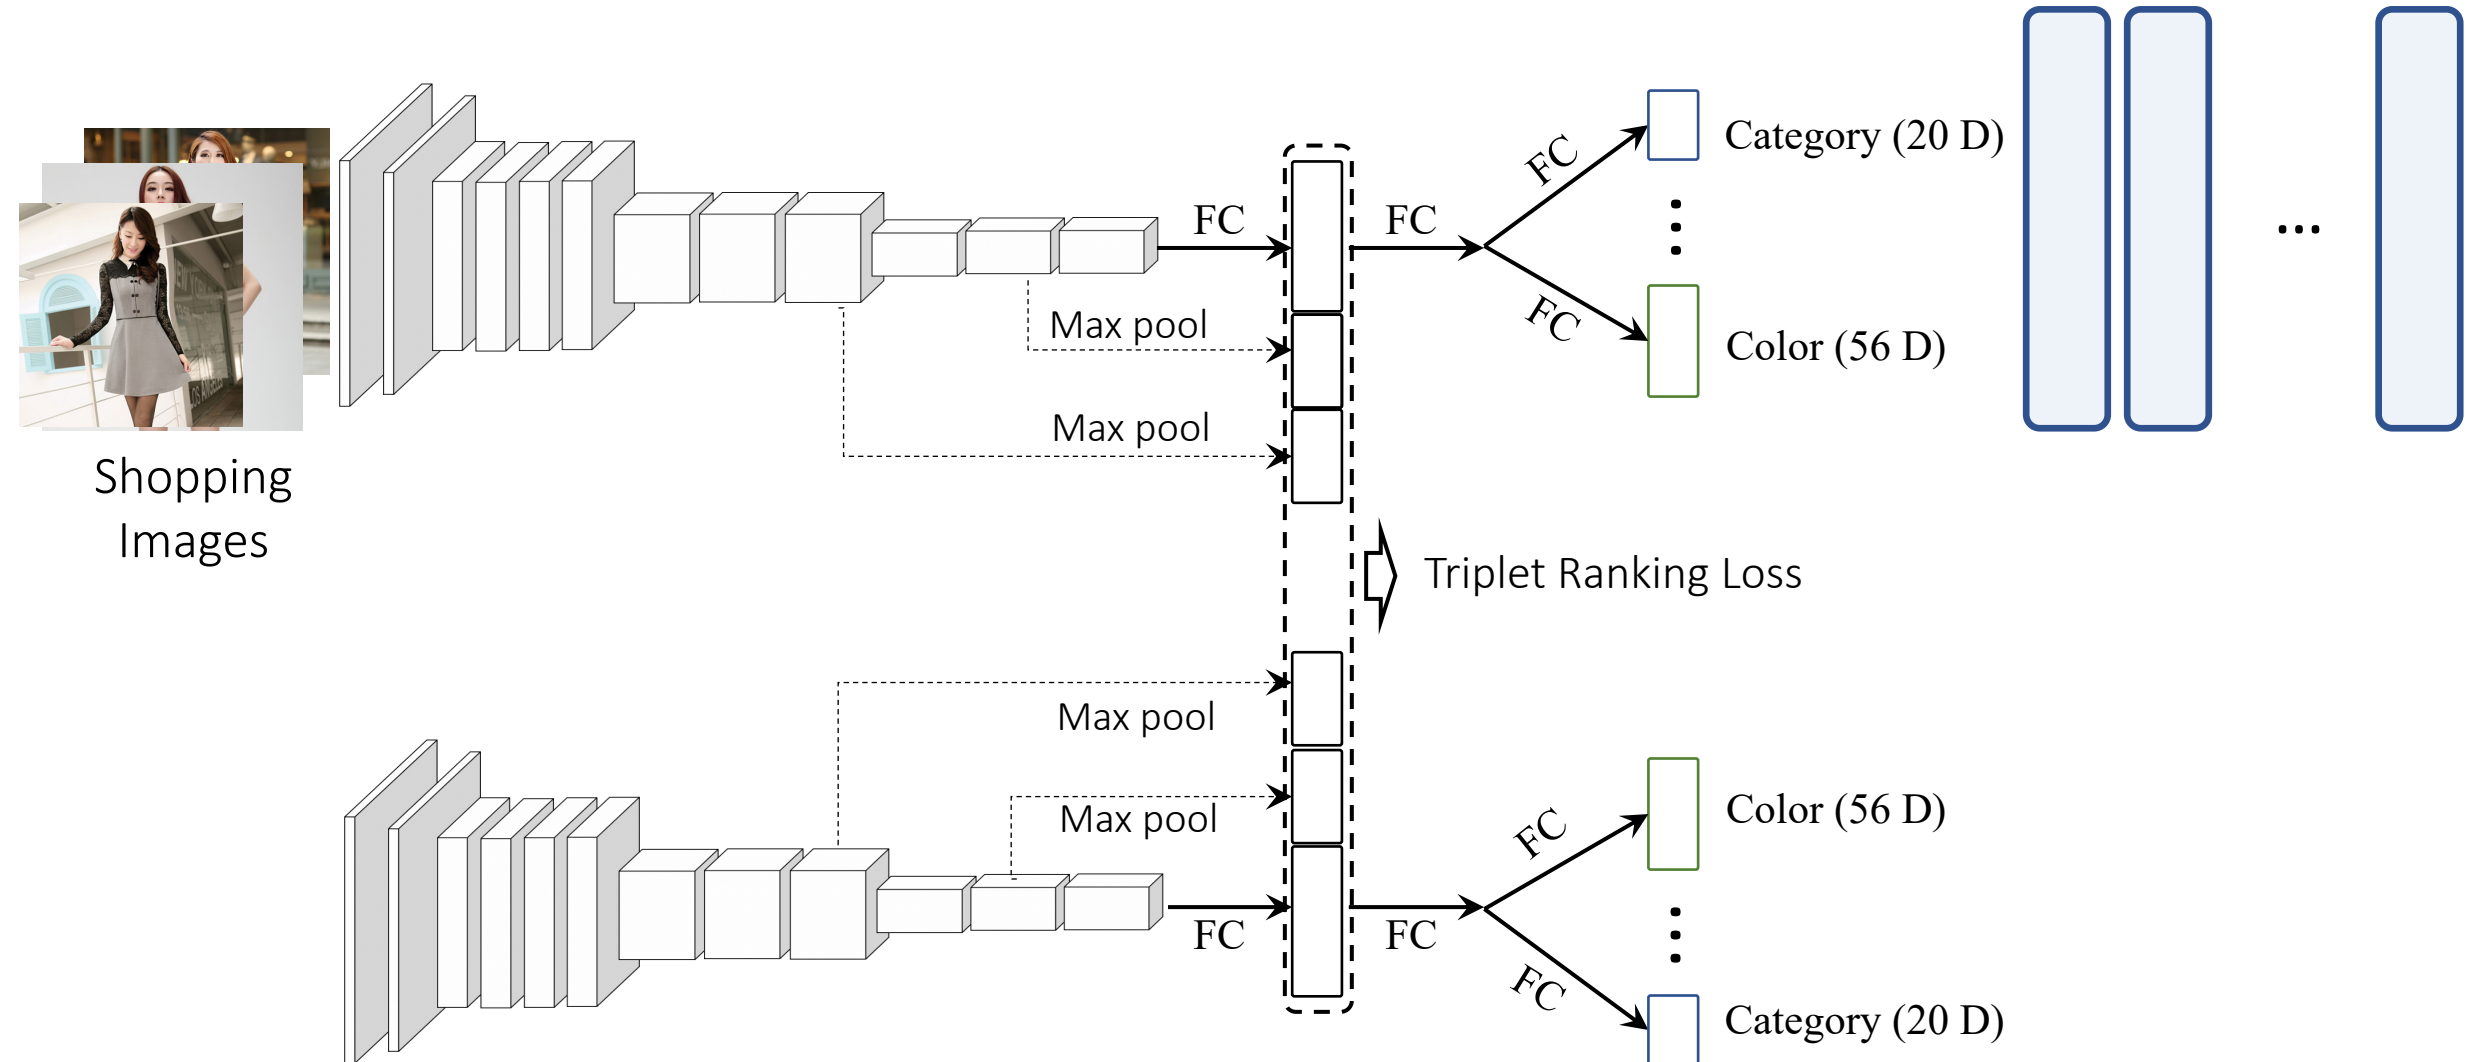 Category (20 D)
FC
FC
FC
FC
Color (56 D)
Max pool
Max pool
Shopping
Images
Triplet Ranking Loss
Max pool
Max pool
Color (56 D)
FC
FC
FC
FC
Category (20 D)